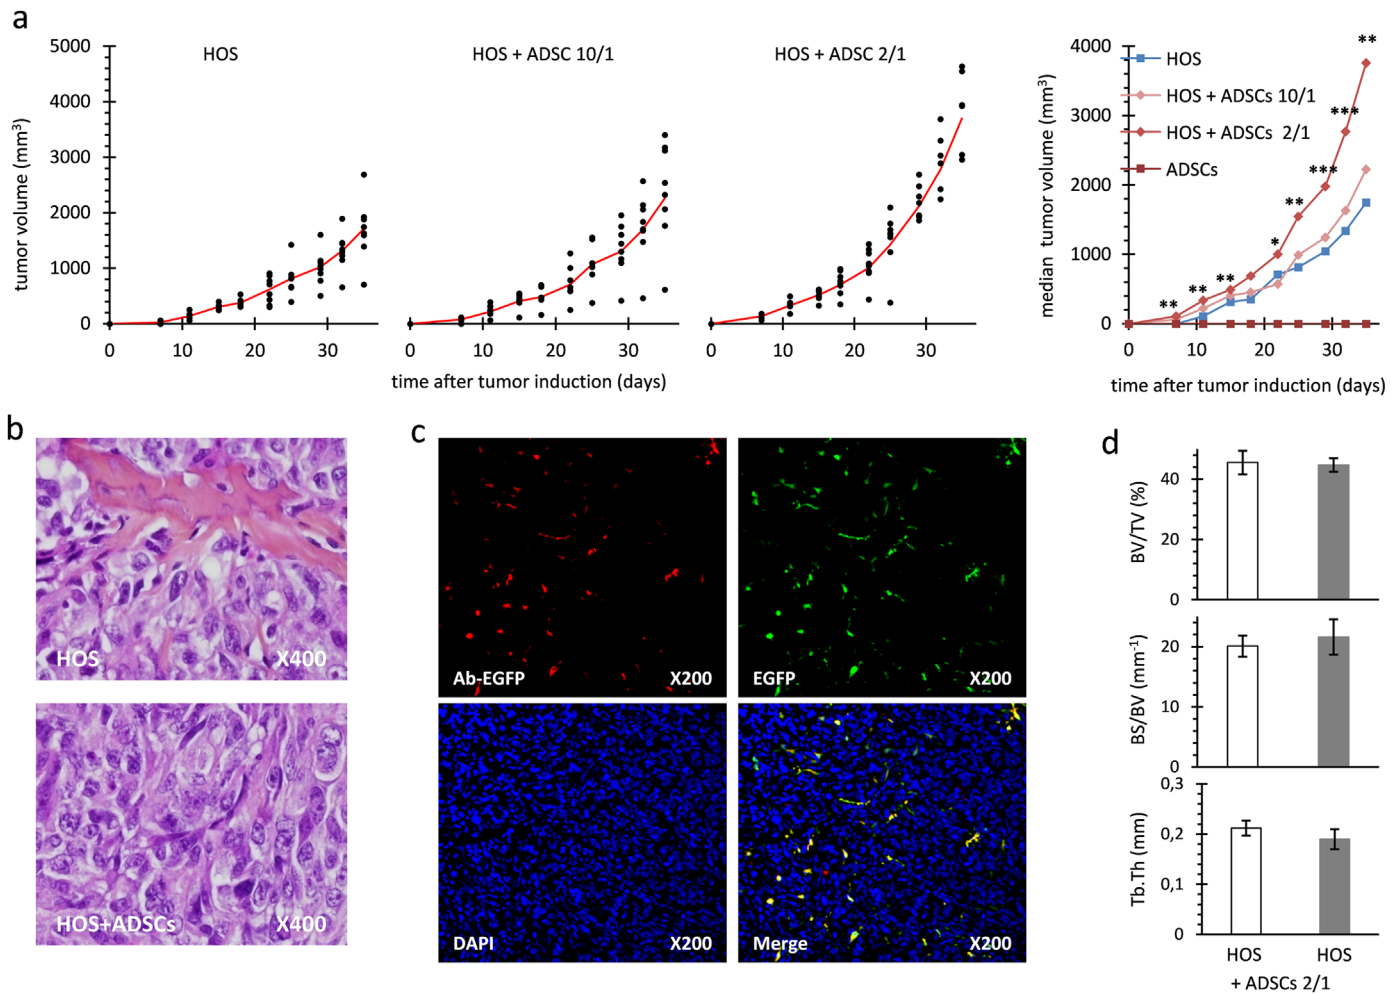 a
HOS
HOS + ADSC 10/1
HOS + ADSC 2/1
tumor volume (mm³)
5000
4000
3000
2000
1000
0
0 10 20 30
0 10 20 30
0 10 20 30
time after tumor induction (days)
median tumor volume (mm³)
4000
3000
2000
1000
0
HOS
HOS + ADSCs 10/1
HOS + ADSCs 2/1
ADSCs
** ** ** * ** *** *** **
0 10 20 30
time after tumor induction (days)
b
HOS X400
HOS+ADSCs X400
c
Ab-EGFP X200
EGFP X200
DAPI X200
Merge X200
d
BV/TV (%)
40
20
0
BS/BV (mm⁻¹)
20
10
0
Tb.Th (mm)
0,3
0,2
0,1
0
HOS HOS
+ ADSCs 2/1